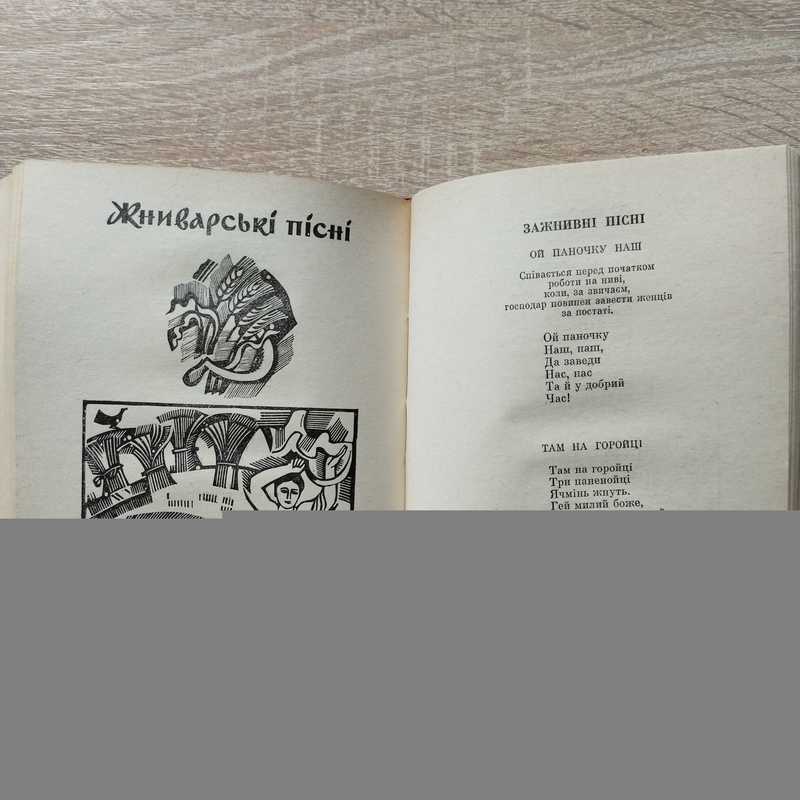 Жниварські пісні
ЗАЖНИВНІ ПІСНІ
ОЙ ПАНОЧКУ НАШ
Співається перед початком
роботи на ниві,
коли, за звичаєм,
господар повинен завести женців
за постаті.
Ой паночку
Наш, наш,
Да заведи
Нас, нас
Та й у добрий
Час!
ТАМ НА ГОРОЙЦІ
Там на горойці
Три паненойці
Ячмінь жнуть.
Гей милий боже,